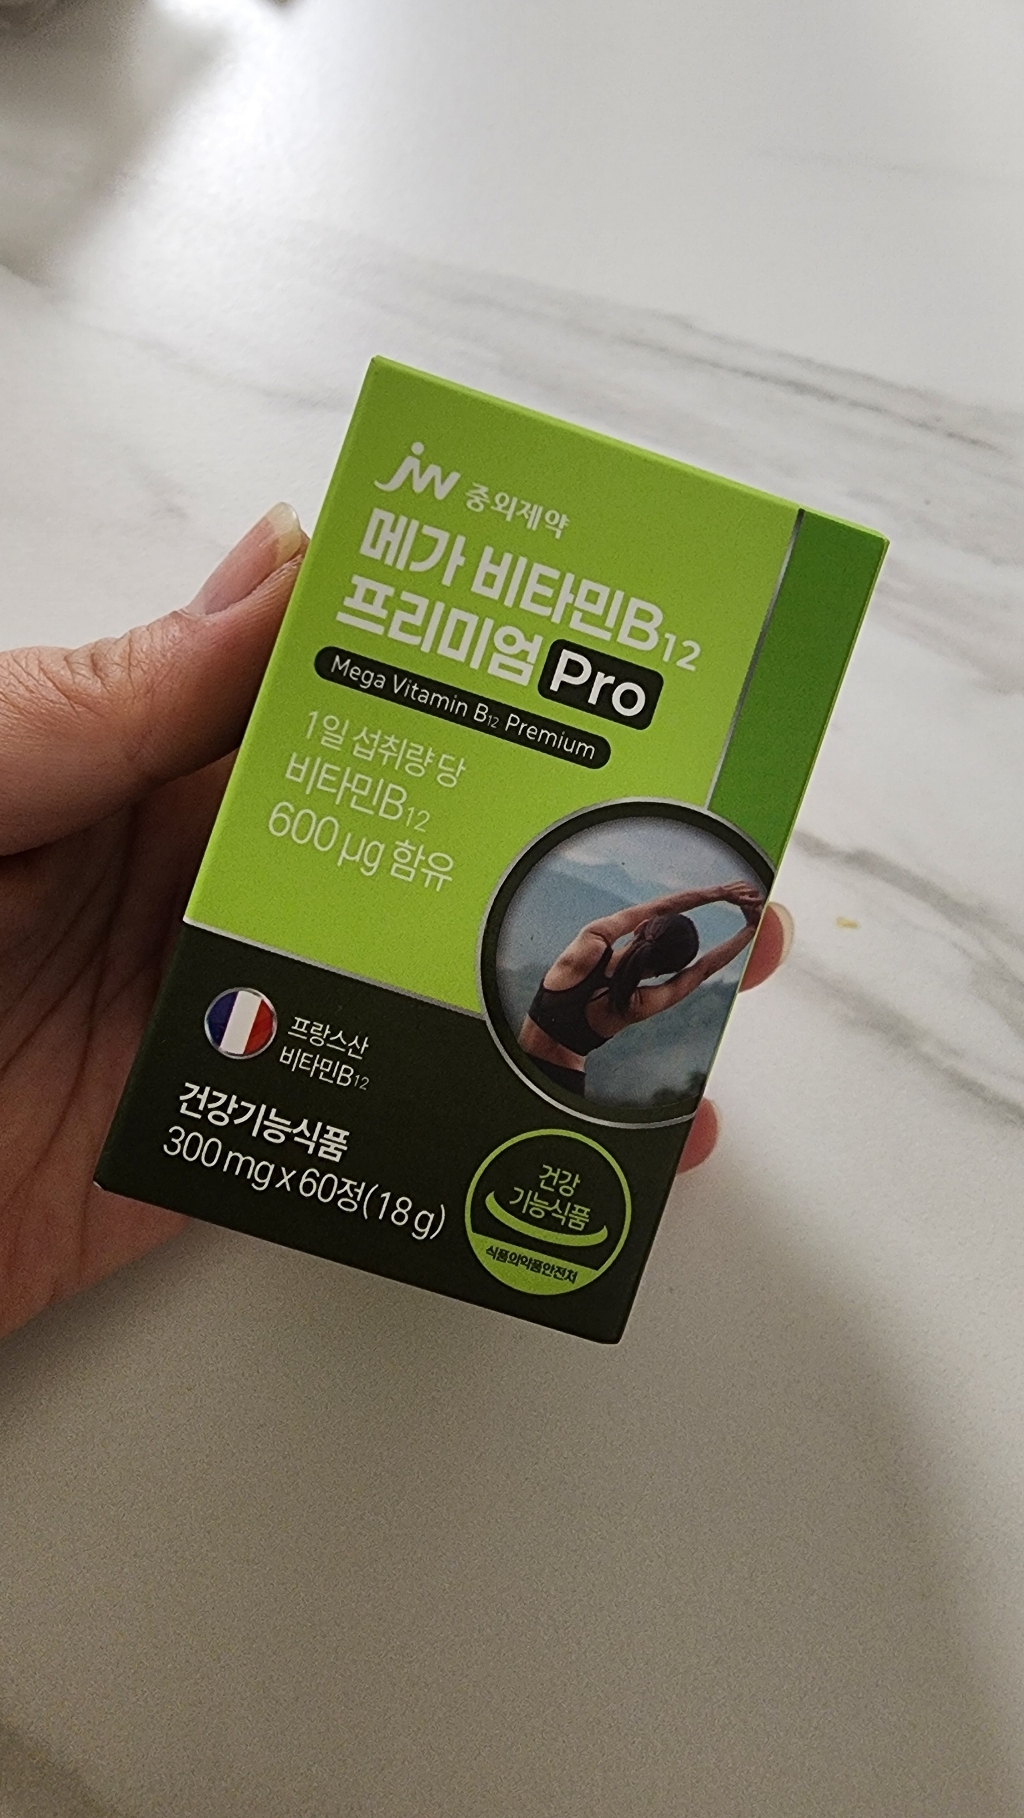 jw 중외제약
메가 비타민B12
프리미엄 Pro
Mega Vitamin B12 Premium
1일 섭취량 당
비타민B12
600 μg 함유
프랑스산
비타민B12
건강기능식품
300 mg x 60정(18 g)
건강
기능식품
식품의약품안전처